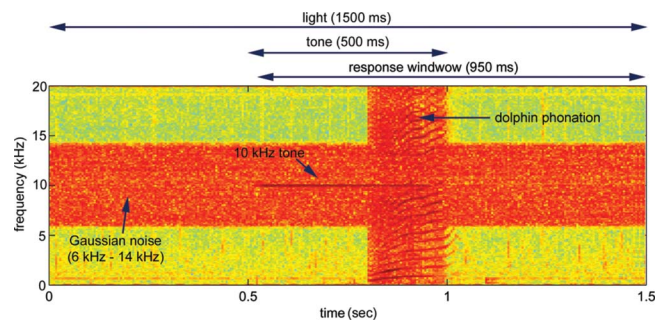 light (1500 ms)
tone (500 ms)
response windwow (950 ms)
20
15
10
5
0
frequency (kHz)
dolphin phonation
10 kHz tone
Gaussian noise
(6 kHz - 14 kHz)
0
0.5
1
1.5
time (sec)